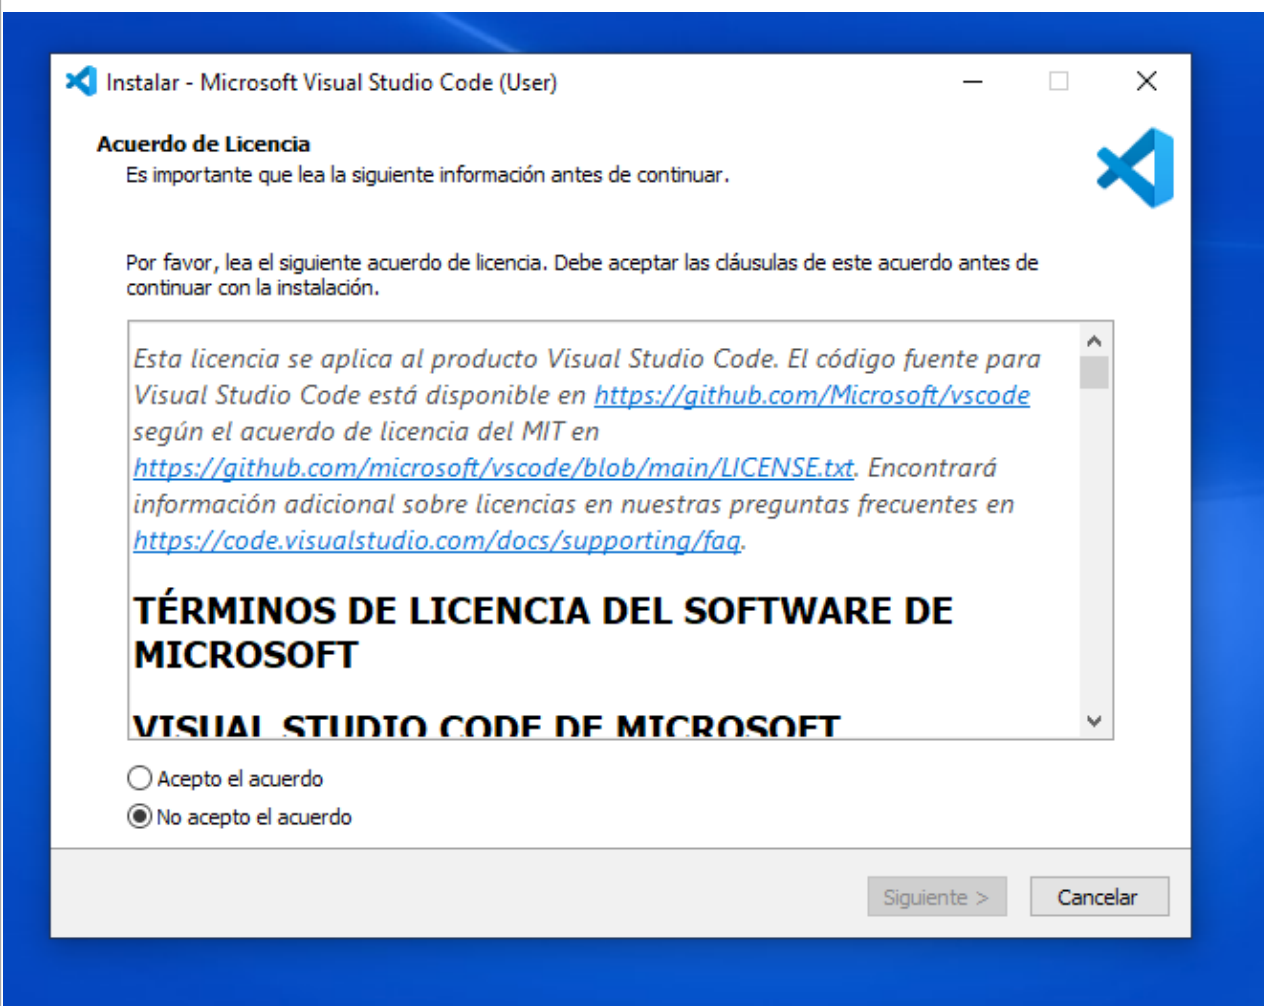 Instalar - Microsoft Visual Studio Code (User)
Acuerdo de Licencia
Es importante que lea la siguiente información antes de continuar.
Por favor, lea el siguiente acuerdo de licencia. Debe aceptar las cláusulas de este acuerdo antes de
continuar con la instalación.
Esta licencia se aplica al producto Visual Studio Code. El código fuente para
Visual Studio Code está disponible en https://github.com/Microsoft/vscode
según el acuerdo de licencia del MIT en
https://github.com/microsoft/vscode/blob/main/LICENSE.txt. Encontrará
información adicional sobre licencias en nuestras preguntas frecuentes en
https://code.visualstudio.com/docs/supporting/faq.
TÉRMINOS DE LICENCIA DEL SOFTWARE DE
MICROSOFT
VISUAL STUDIO CODE DE MICROSOFT
Acepto el acuerdo
No acepto el acuerdo
Siguiente >
Cancelar